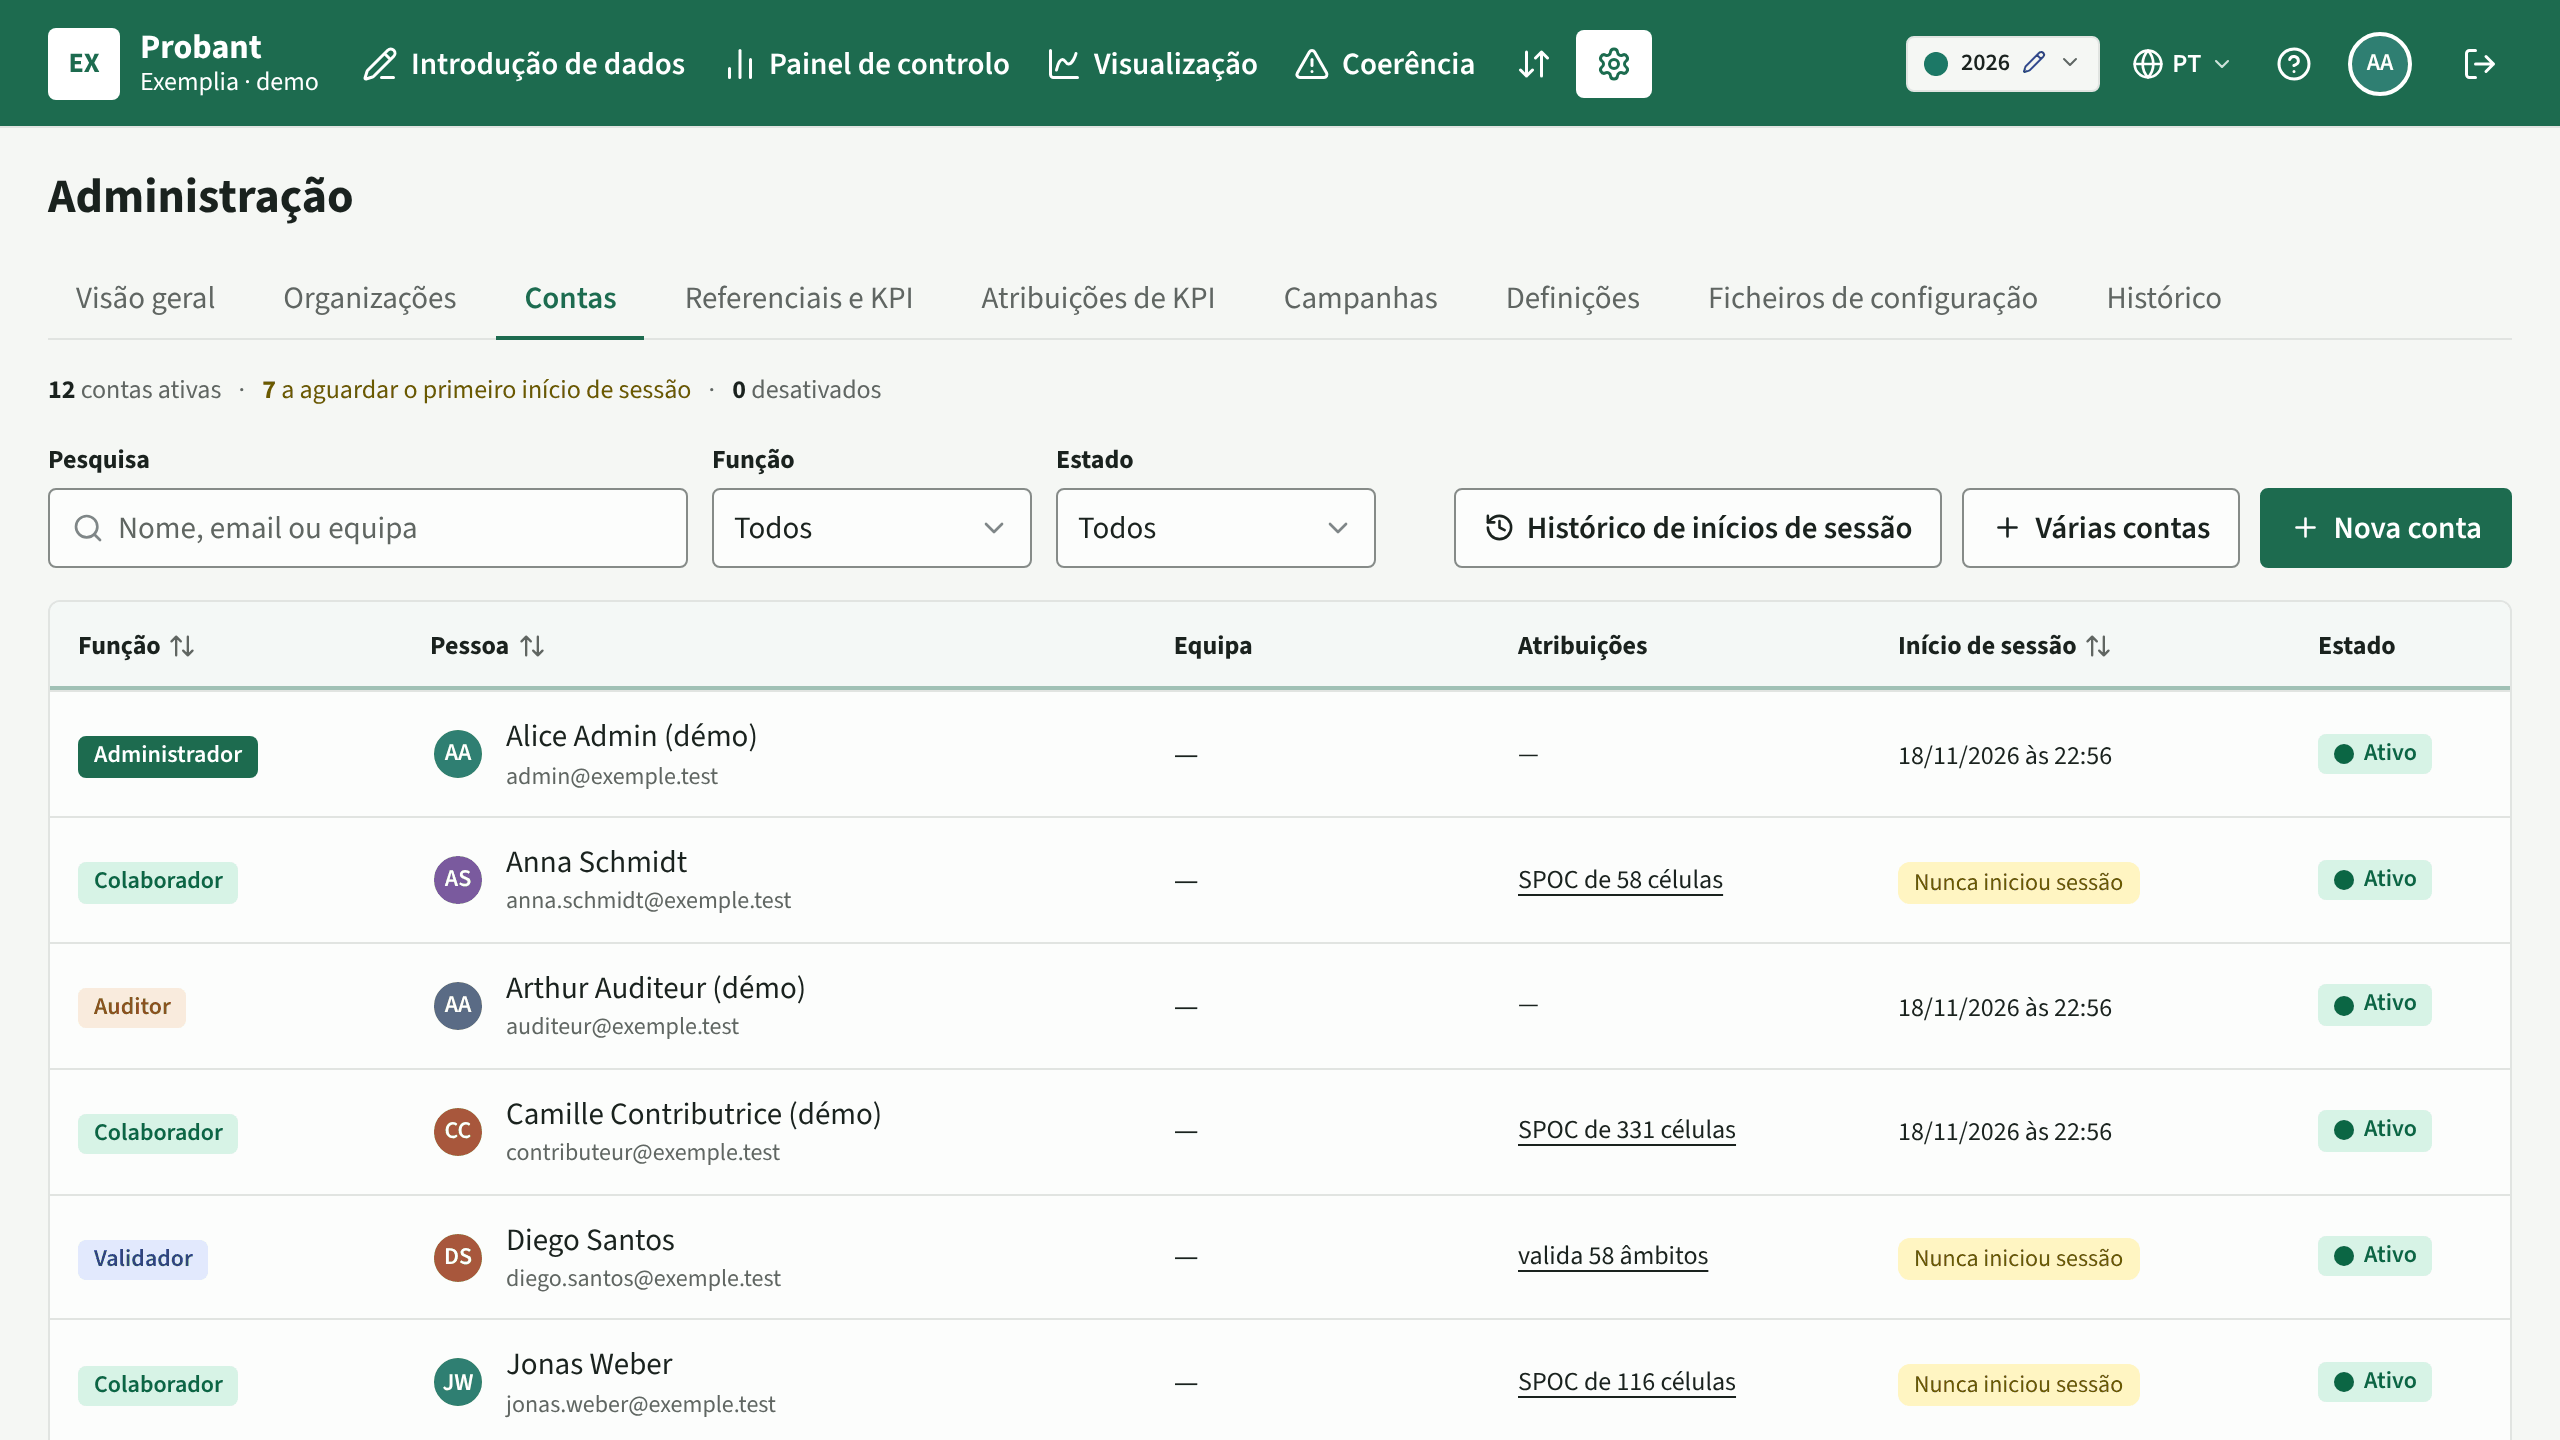 EX
Probant
Exemplia · demo
Introdução de dados
Painel de controlo
Visualização
Coerência
2026
PT
AA
Administração
Visão geral
Organizações
Contas
Referenciais e KPI
Atribuições de KPI
Campanhas
Definições
Ficheiros de configuração
Histórico
12 contas ativas · 7 a aguardar o primeiro início de sessão · 0 desativados
Pesquisa
Função
Estado
Nome, email ou equipa
Todos
Todos
Histórico de inícios de sessão
Várias contas
Nova conta
Função
Pessoa
Equipa
Atribuições
Início de sessão
Estado
Administrador
AA
Alice Admin (démo)
admin@exemple.test
—
—
18/11/2026 às 22:56
Ativo
Colaborador
AS
Anna Schmidt
anna.schmidt@exemple.test
—
SPOC de 58 células
Nunca iniciou sessão
Ativo
Auditor
AA
Arthur Auditeur (démo)
auditeur@exemple.test
—
—
18/11/2026 às 22:56
Ativo
Colaborador
CC
Camille Contributrice (démo)
contributeur@exemple.test
—
SPOC de 331 células
18/11/2026 às 22:56
Ativo
Validador
DS
Diego Santos
diego.santos@exemple.test
—
valida 58 âmbitos
Nunca iniciou sessão
Ativo
Colaborador
JW
Jonas Weber
jonas.weber@exemple.test
—
SPOC de 116 células
Nunca iniciou sessão
Ativo